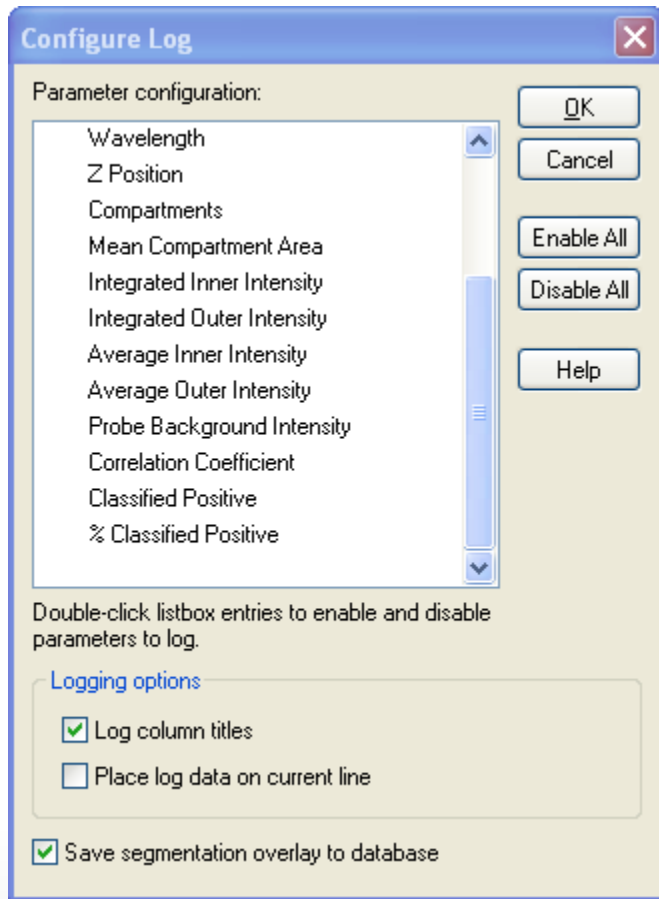 Configure Log
Parameter configuration:
Wavelength
Z Position
Compartments
Mean Compartment Area
Integrated Inner Intensity
Integrated Outer Intensity
Average Inner Intensity
Average Outer Intensity
Probe Background Intensity
Correlation Coefficient
Classified Positive
% Classified Positive
OK
Cancel
Enable All
Disable All
Help
Double-click listbox entries to enable and disable
parameters to log.
Logging options
Log column titles
Place log data on current line
Save segmentation overlay to database